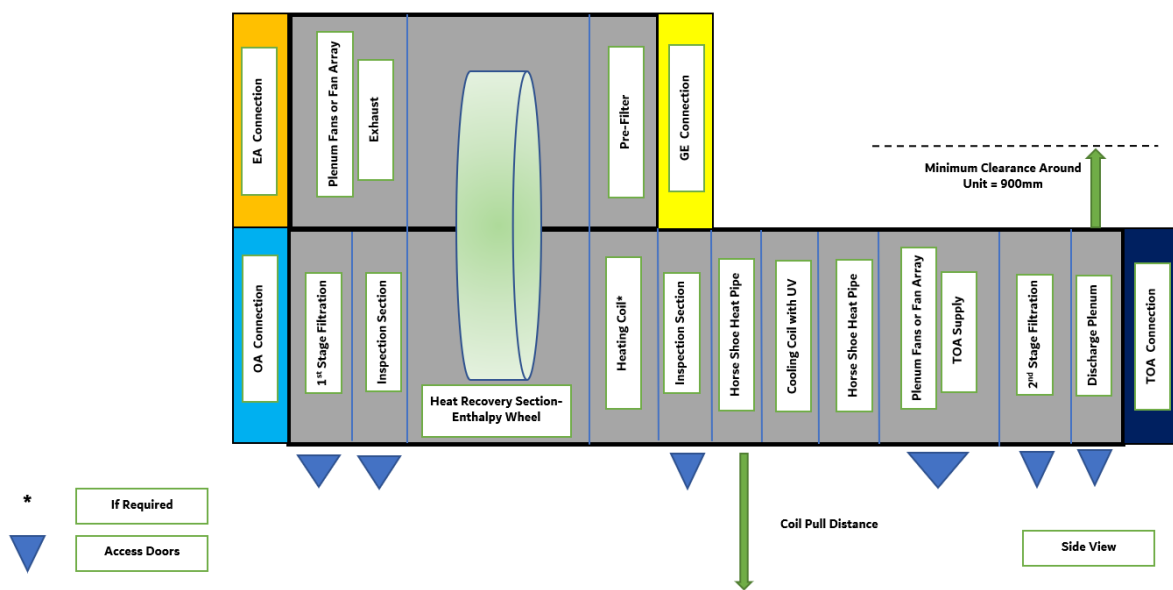 EA Connection
Plenum Fans or Fan Array
Exhaust
Pre-Filter
GE Connection
Minimum Clearance Around
Unit = 900mm
OA Connection
1st Stage Filtration
Inspection Section
Heat Recovery Section-
Enthalpy Wheel
Heating Coil*
Inspection Section
Horse Shoe Heat Pipe
Cooling Coil with UV
Horse Shoe Heat Pipe
Plenum Fans or Fan Array
TOA Supply
2nd Stage Filtration
Discharge Plenum
TOA Connection
*
If Required
Access Doors
Coil Pull Distance
Side View